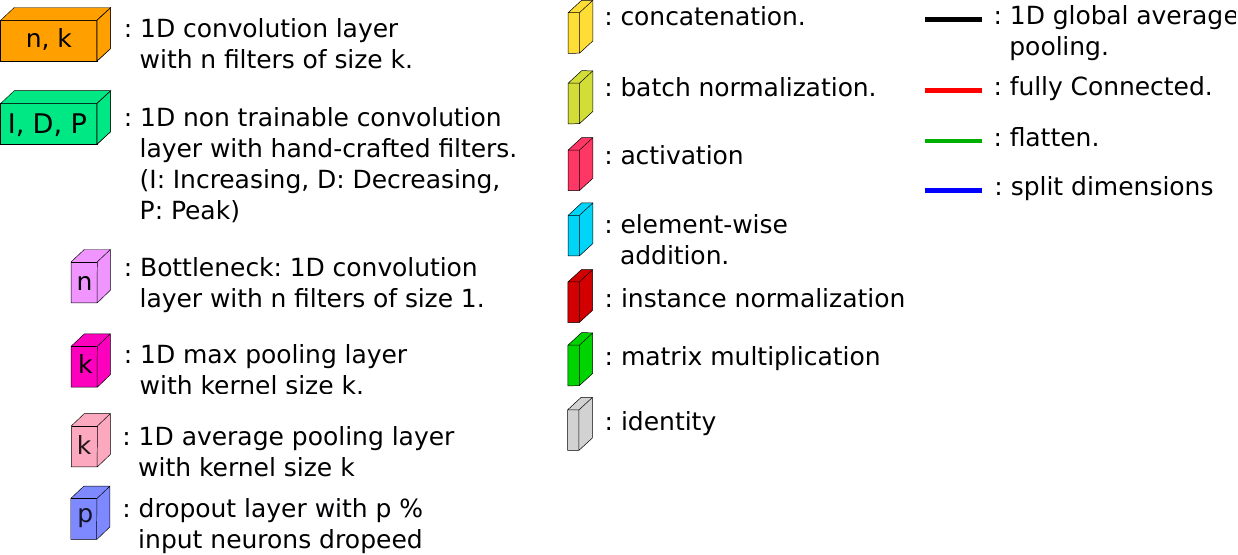 n, k
: 1D convolution layer
with n filters of size k.
I, D, P
: 1D non trainable convolution
layer with hand-crafted filters.
(I: Increasing, D: Decreasing,
P: Peak)
n
: Bottleneck: 1D convolution
layer with n filters of size 1.
k
: 1D max pooling layer
with kernel size k.
k
: 1D average pooling layer
with kernel size k
p
: dropout layer with p %
input neurons dropeed
: concatenation.
: batch normalization.
: activation
: element-wise
addition.
: instance normalization
: matrix multiplication
: identity
: 1D global average
pooling.
: fully Connected.
: flatten.
: split dimensions